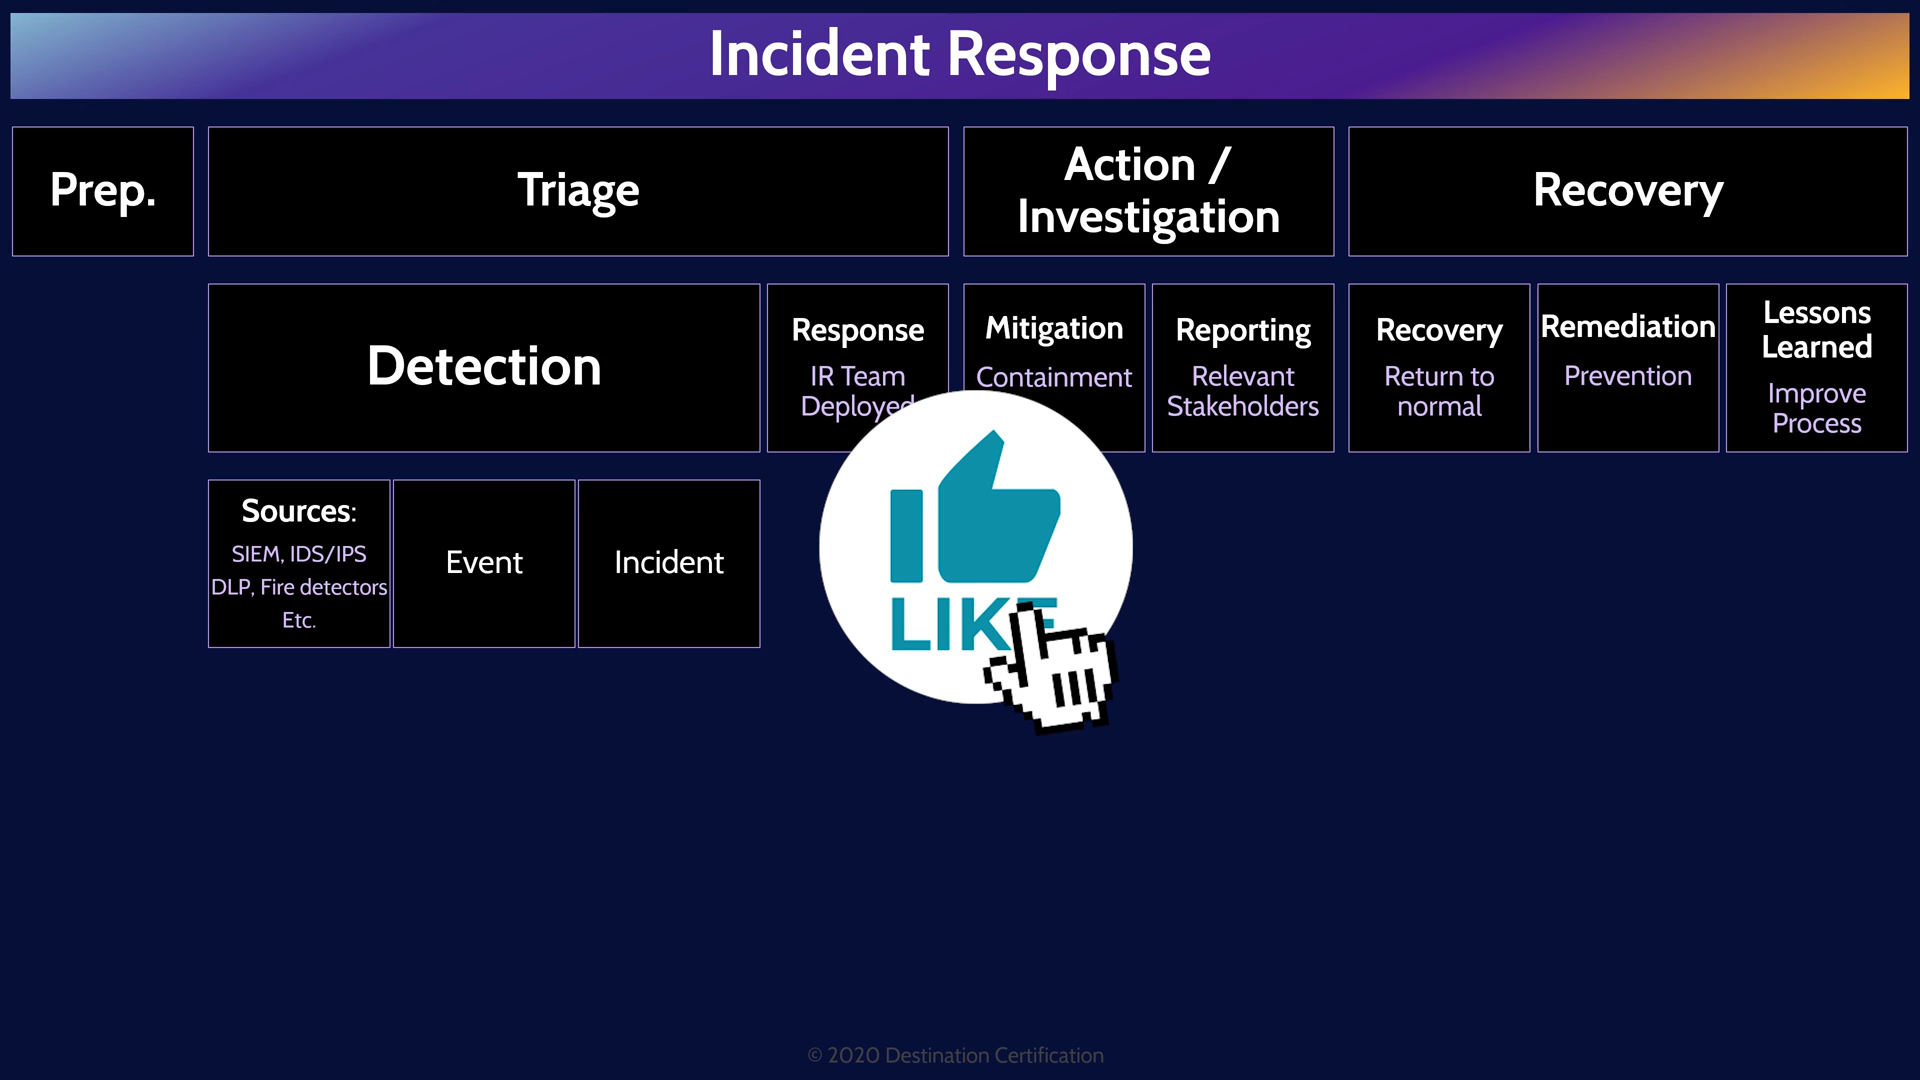 Incident Response
Prep.
Triage
Action /
Investigation
Recovery
Detection
Response
IR Team
Deployed
Mitigation
Containment
Reporting
Relevant
Stakeholders
Recovery
Return to
normal
Remediation
Prevention
Lessons
Learned
Improve
Process
Sources:
SIEM, IDS/IPS
DLP, Fire detectors
Etc.
Event
Incident
LIKE
© 2020 Destination Certification